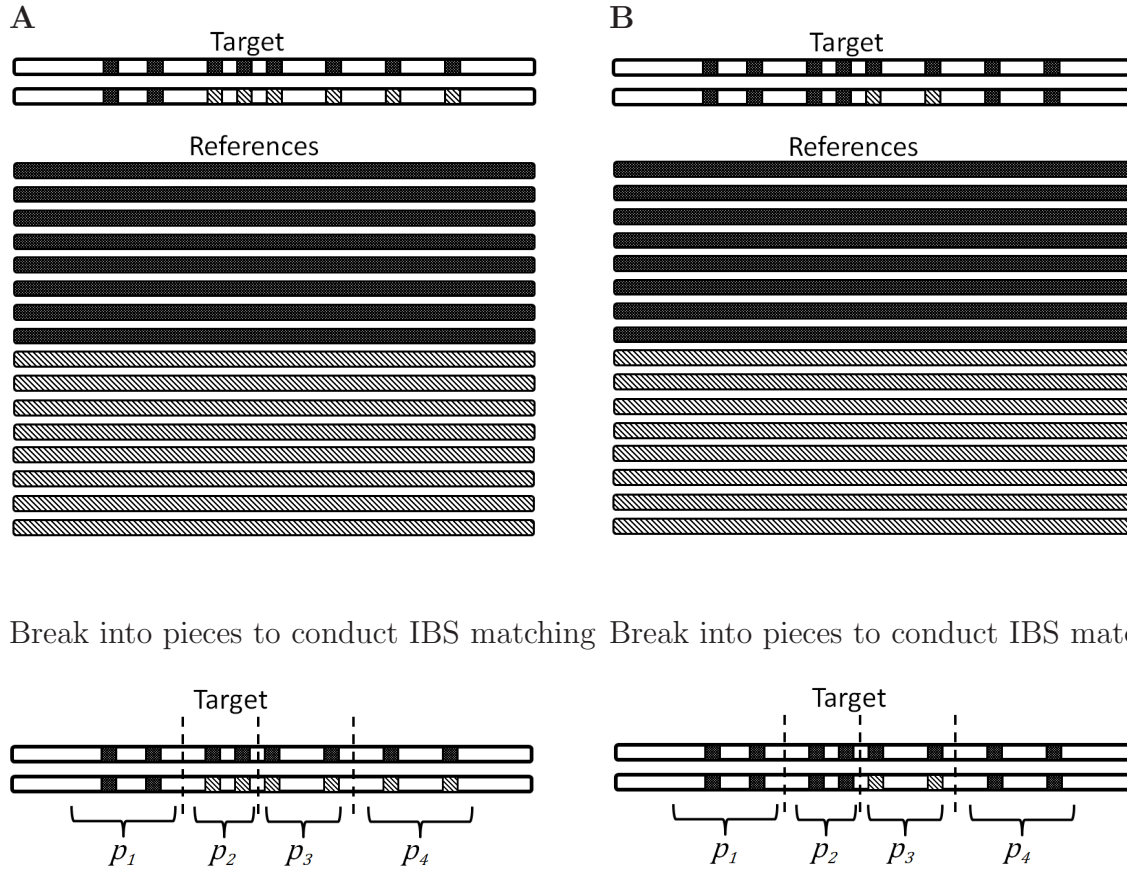 A
Target
References
Break into pieces to conduct IBS matching
Target
p1 p2 p3 p4
B
Target
References
Break into pieces to conduct IBS
Target
p1 p2 p3 p4